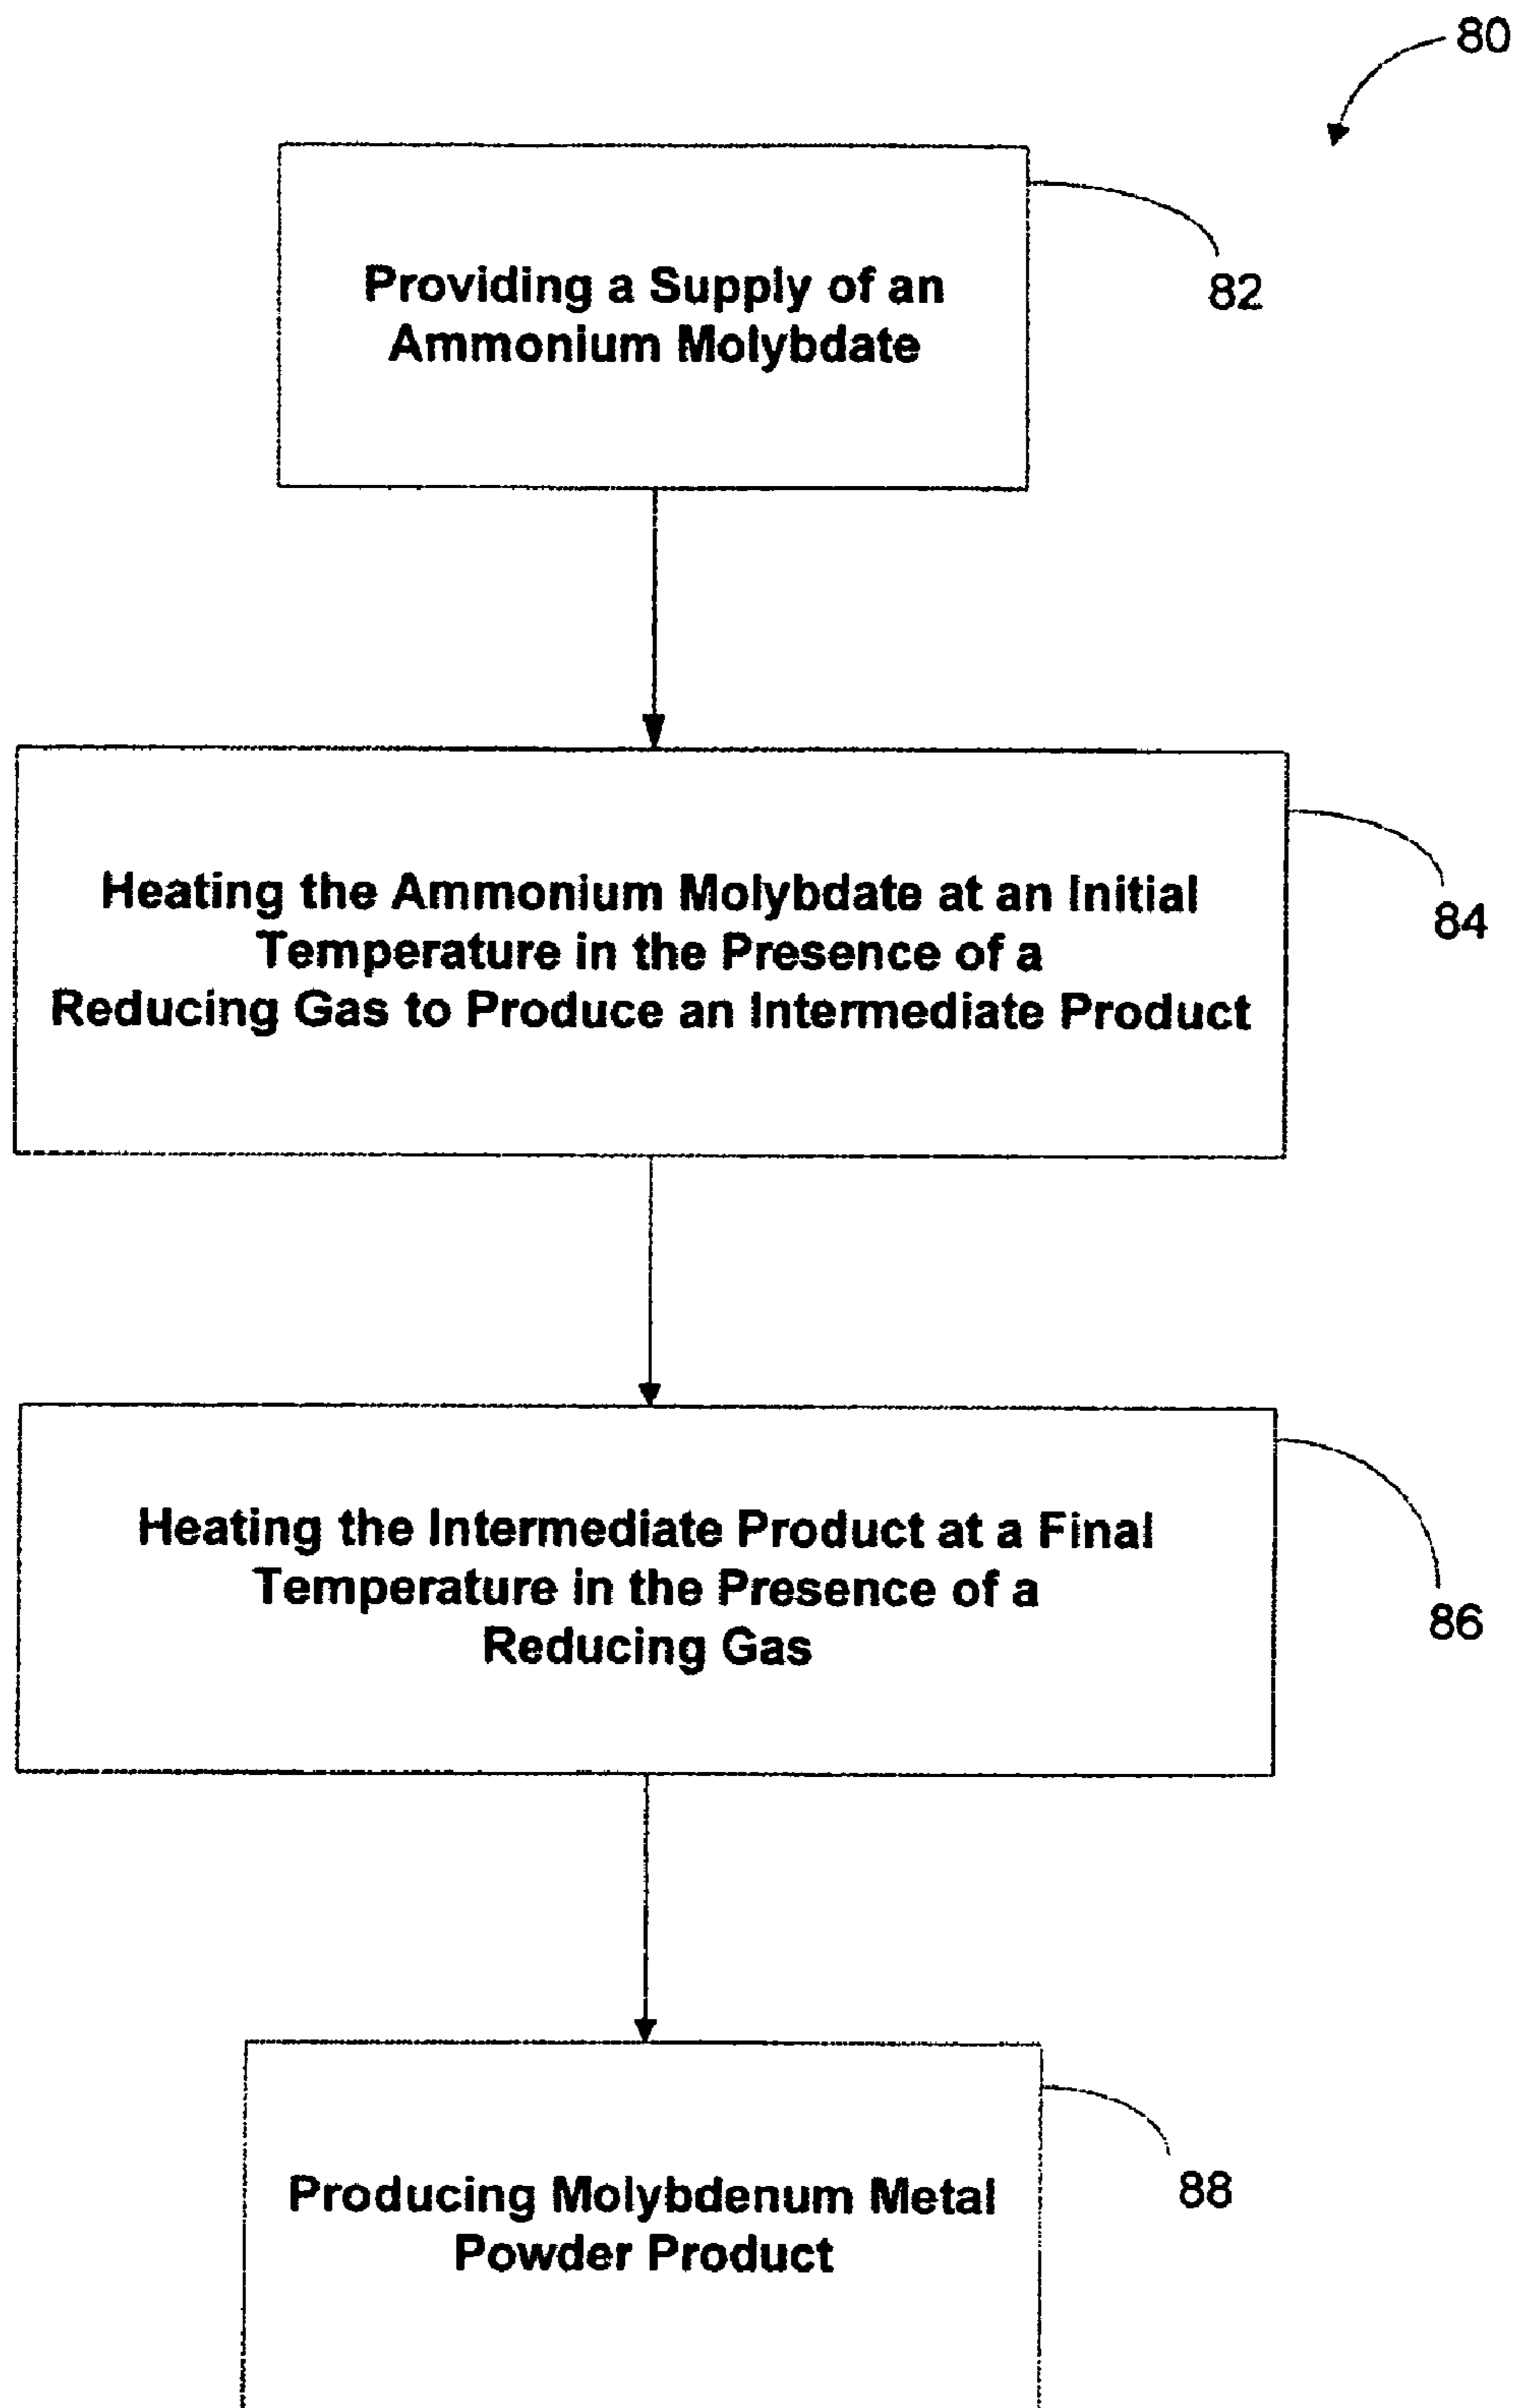 80
Providing a Supply of an
Ammonium Molybdate
82
Heating the Ammonium Molybdate at an Initial
Temperature in the Presence of a
Reducing Gas to Produce an Intermediate Product
84
Heating the Intermediate Product at a Final
Temperature in the Presence of a
Reducing Gas
86
Producing Molybdenum Metal
Powder Product
88